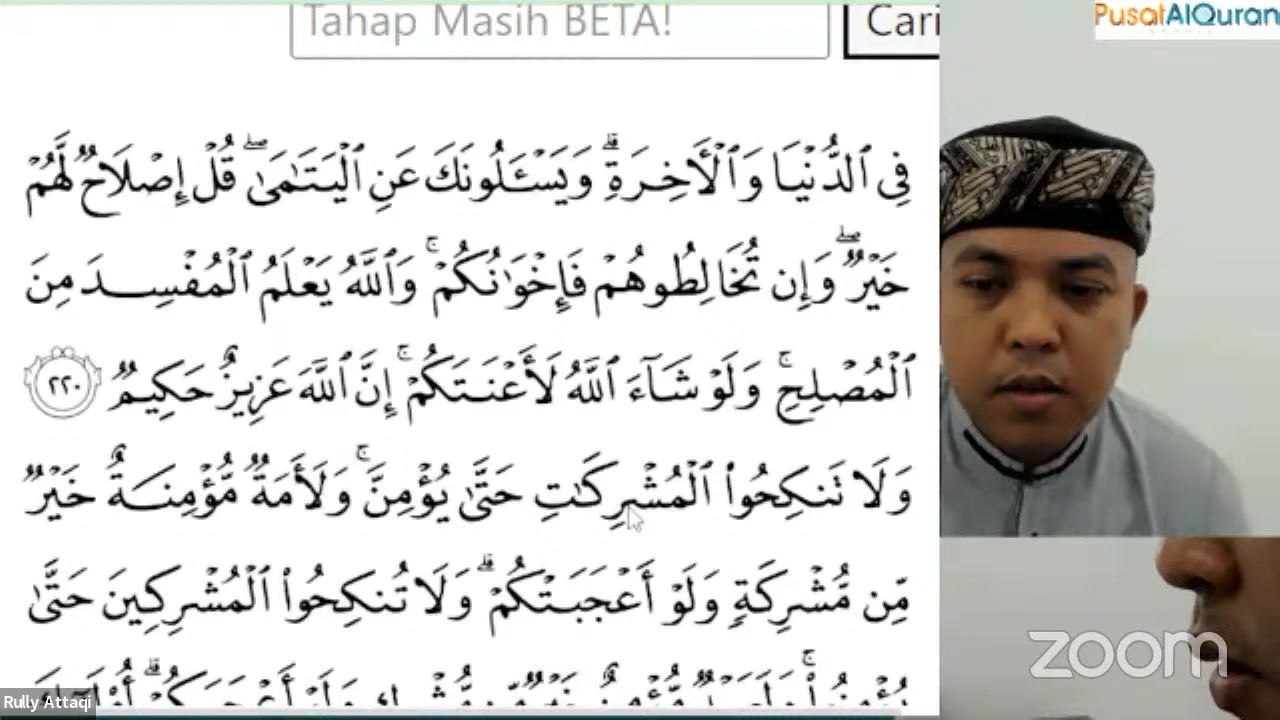 Tahap Masih BETA!
Cari
PusatAlQuran
فِى ٱلدُّنْيَا وَٱلْـَٔاخِرَةِ ۗ وَيَسْـَٔلُونَكَ عَنِ ٱلْيَتَـٰمَىٰ ۖ قُلْ إِصْلَاحٌ لَّهُمْ
خَيْرٌ ۖ وَإِن تُخَالِطُوهُمْ فَإِخْوَٰنُكُمْ ۚ وَٱللَّهُ يَعْلَمُ ٱلْمُفْسِدَ مِنَ
ٱلْمُصْلِحِ ۚ وَلَوْ شَآءَ ٱللَّهُ لَأَعْنَتَكُمْ ۚ إِنَّ ٱللَّهَ عَزِيزٌ حَكِيمٌ ٢٢٠
وَلَا تَنكِحُوا۟ ٱلْمُشْرِكَـٰتِ حَتَّىٰ يُؤْمِنَّ ۚ وَلَأَمَةٌ مُّؤْمِنَةٌ خَيْرٌ
مِّن مُّشْرِكَةٍ وَلَوْ أَعْجَبَتْكُمْ ۗ وَلَا تُنكِحُوا۟ ٱلْمُشْرِكِينَ حَتَّىٰ
zoom
Rully Attaqi